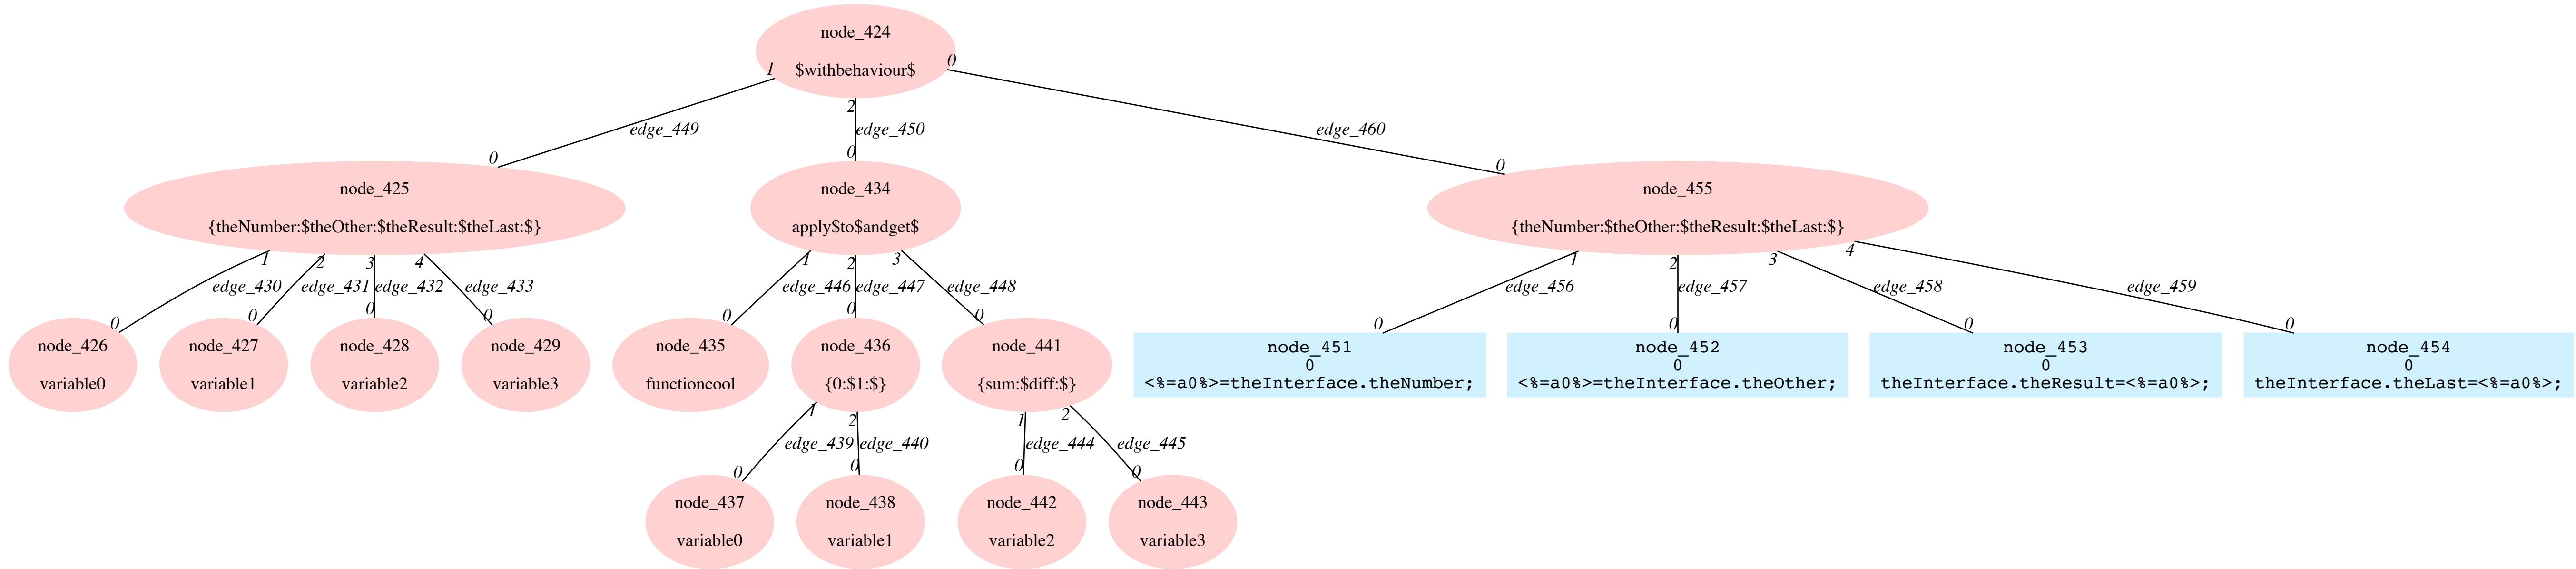 node_424
$withbehaviour$
1
2
0
edge_449
edge_450
edge_460
0
0
0
node_425
{theNumber:$theOther:$theResult:$theLast:$}
node_434
apply$to$andget$
node_455
{theNumber:$theOther:$theResult:$theLast:$}
1
2
3
4
1
2
3
1
2
3
4
edge_430
edge_431
edge_432
edge_433
edge_446
edge_447
edge_448
edge_456
edge_457
edge_458
edge_459
0
0
0
0
0
0
0
0
0
0
0
node_426
variable0
node_427
variable1
node_428
variable2
node_429
variable3
node_435
functioncool
node_436
{0:$1:$}
node_441
{sum:$diff:$}
node_451
0
<%=a0%>=theInterface.theNumber;
node_452
0
<%=a0%>=theInterface.theOther;
node_453
0
theInterface.theResult=<%=a0%>;
node_454
0
theInterface.theLast=<%=a0%>;
1
2
1
2
edge_439
edge_440
edge_444
edge_445
0
0
0
0
node_437
variable0
node_438
variable1
node_442
variable2
node_443
variable3